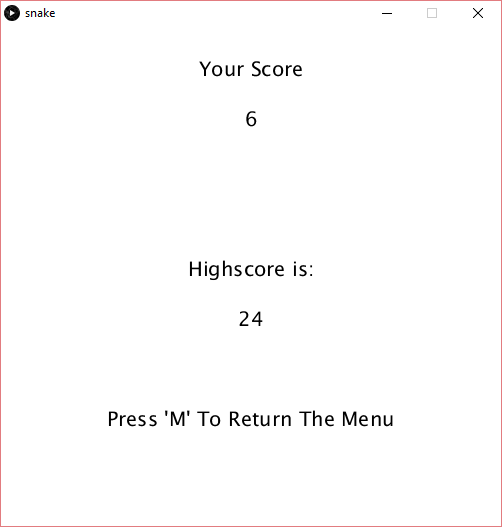 snake
Your Score
6
Highscore is:
24
Press 'M' To Return The Menu